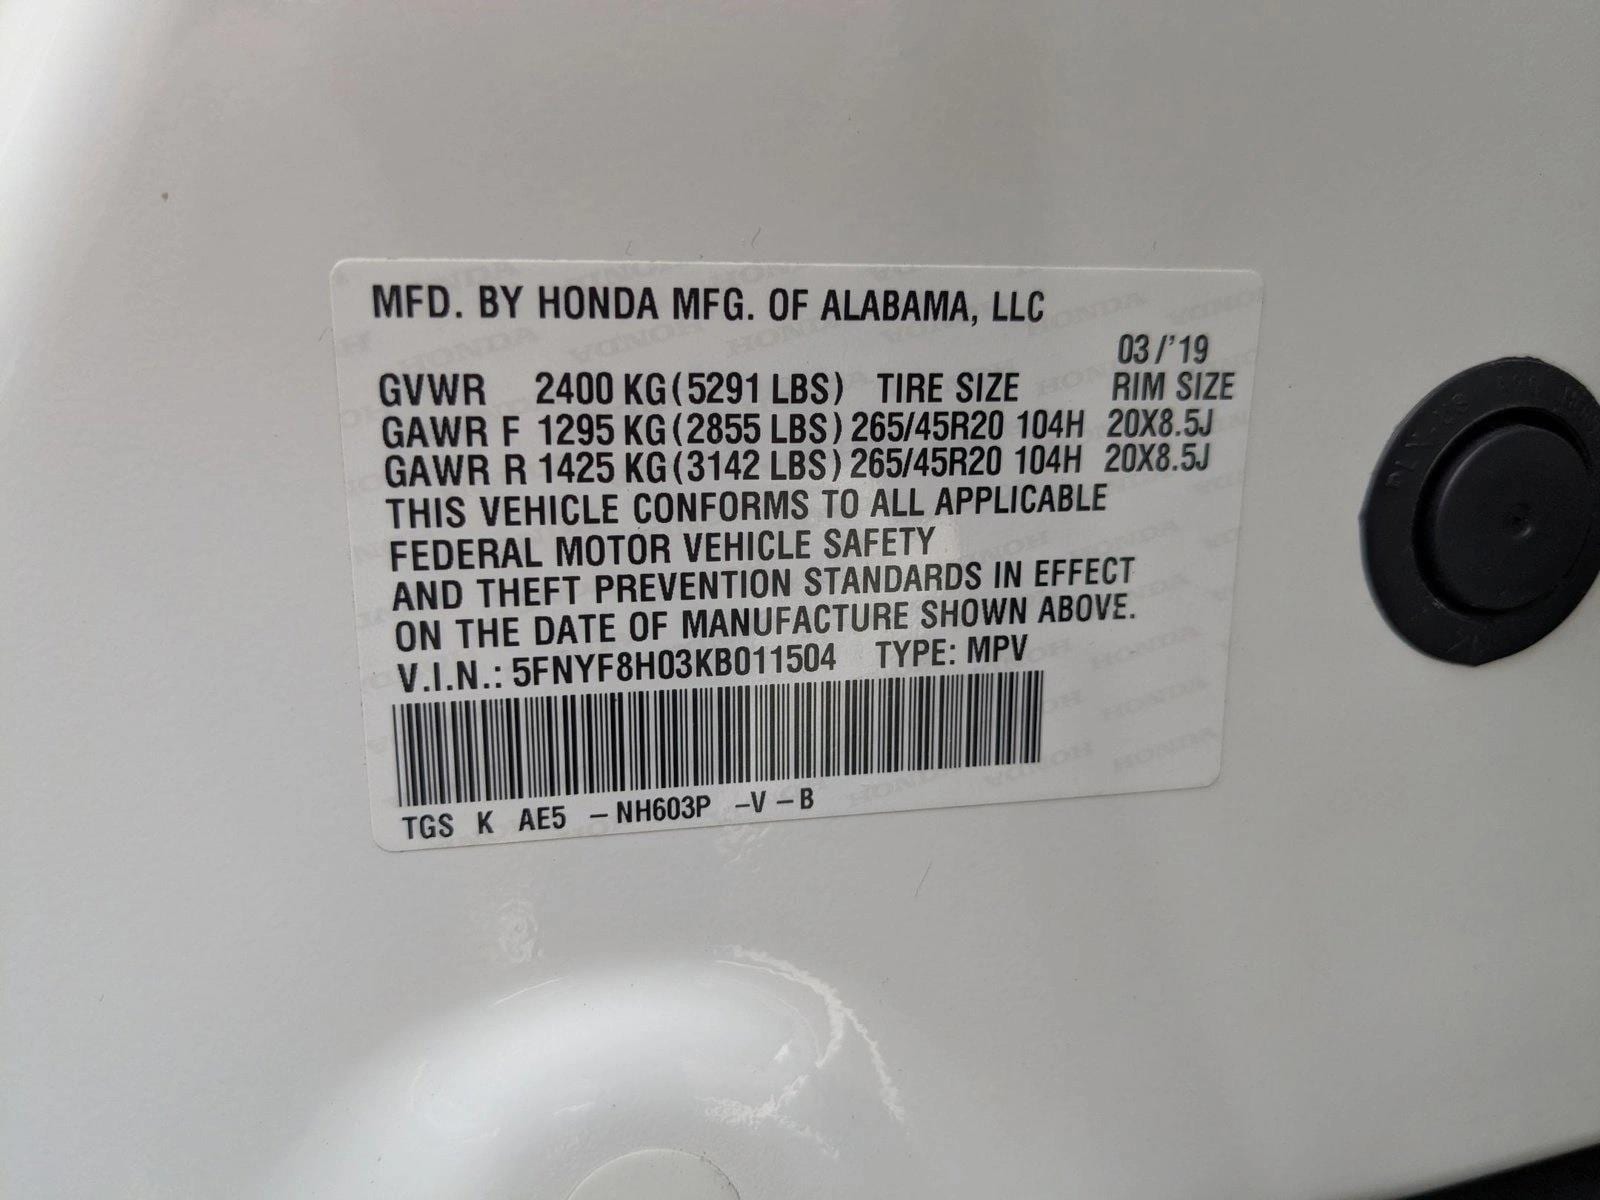 MFD. BY HONDA MFG. OF ALABAMA, LLC
03/'19
GVWR 2400 KG(5291 LBS) TIRE SIZE RIM SIZE
GAWR F 1295 KG(2855 LBS) 265/45R20 104H 20X8.5J
GAWR R 1425 KG(3142 LBS) 265/45R20 104H 20X8.5J
THIS VEHICLE CONFORMS TO ALL APPLICABLE
FEDERAL MOTOR VEHICLE SAFETY
AND THEFT PREVENTION STANDARDS IN EFFECT
ON THE DATE OF MANUFACTURE SHOWN ABOVE.
V.I.N.: 5FNYF8H03KB011504 TYPE: MPV
TGS K AE5 –NH603P –V –B